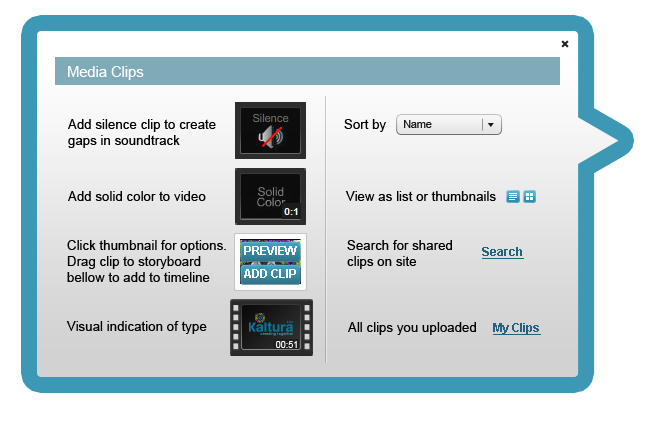 Media Clips
Add silence clip to create
gaps in soundtrack
Silence
Add solid color to video
Solid
Color
0:1
Click thumbnail for options.
Drag clip to storyboard
bellow to add to timeline
PREVIEW
ADD CLIP
Visual indication of type
Kaltura
00:51
Sort by
Name
View as list or thumbnails
Search for shared
clips on site
Search
All clips you uploaded
My Clips